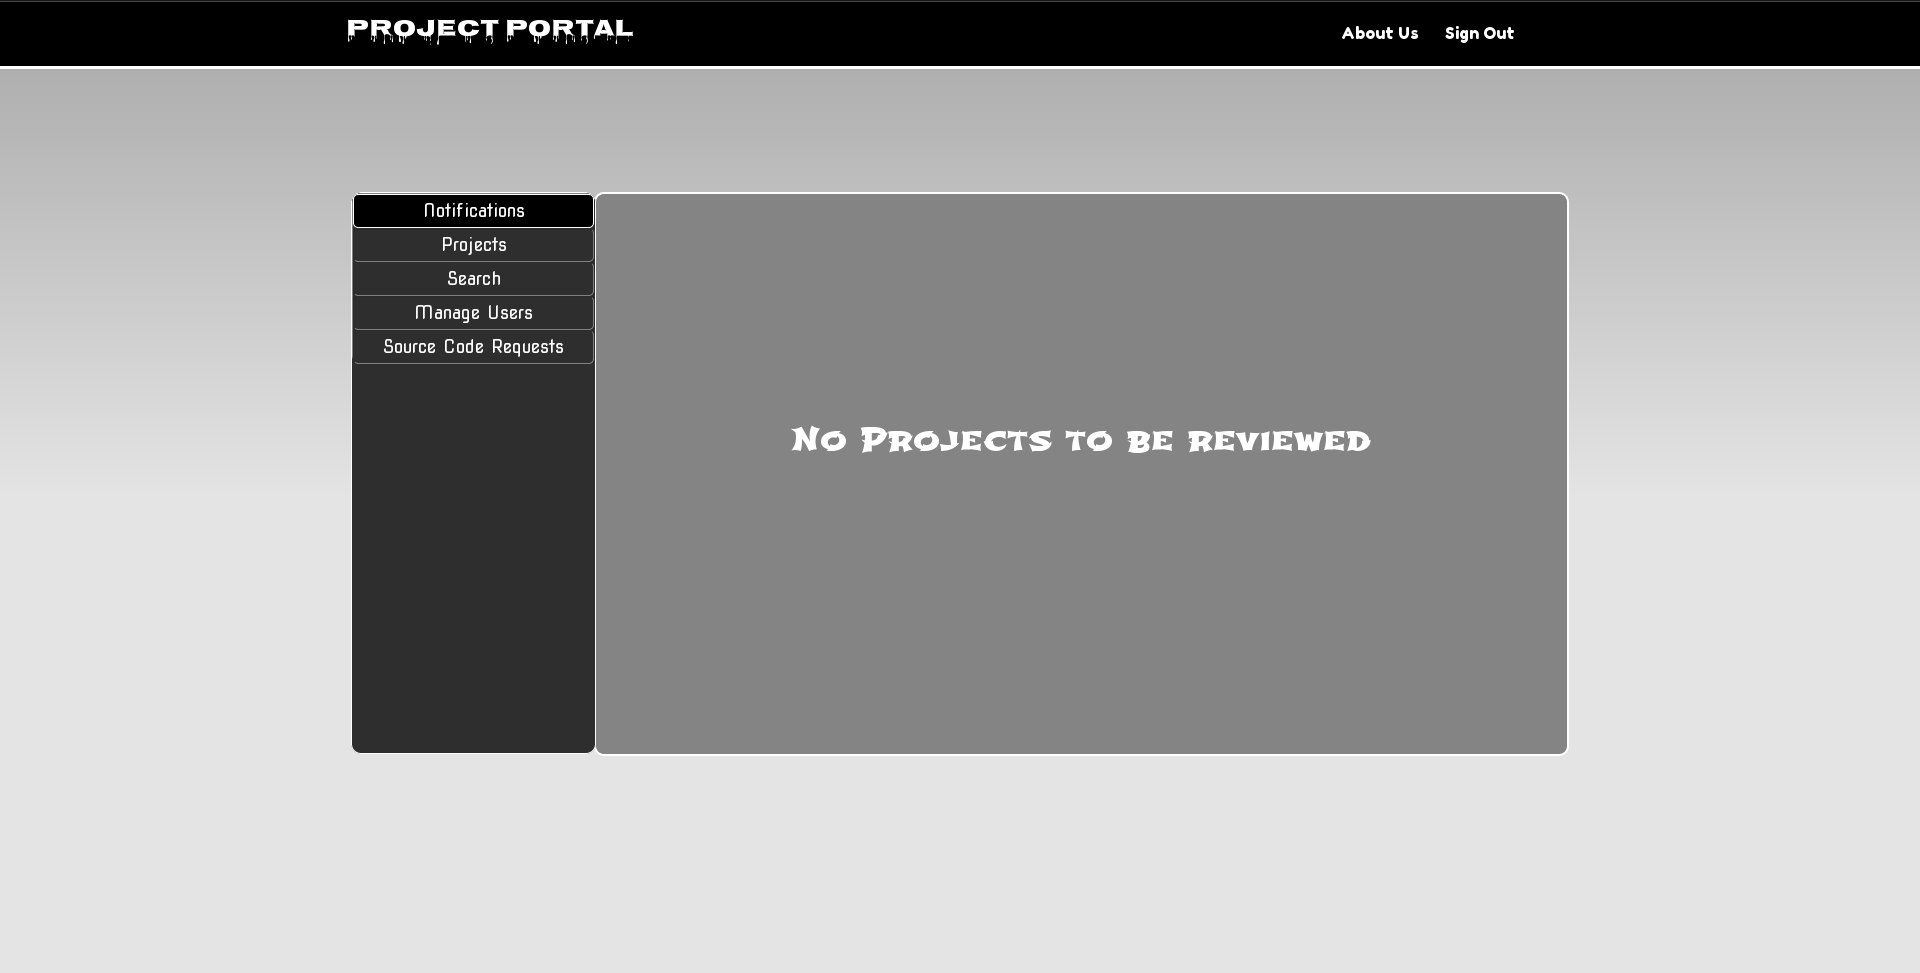 PROJECT PORTAL
About Us
Sign Out
Notifications
Projects
Search
Manage Users
Source Code Requests
No Projects to be reviewed